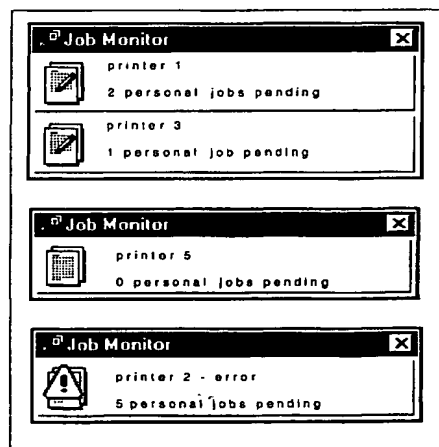 Job Monitor
printer 1
2 personal jobs pending
printer 3
1 personal job pending
Job Monitor
printer 5
0 personal jobs pending
Job Monitor
printer 2 - error
5 personal jobs pending